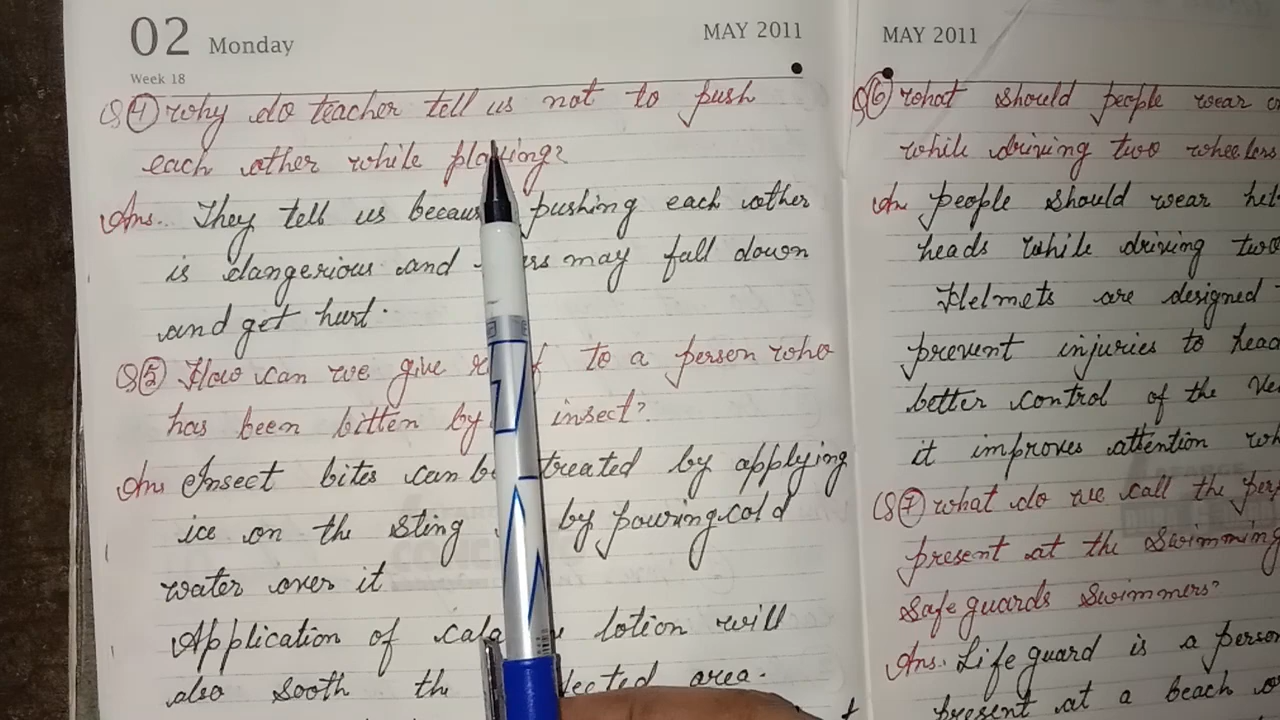 02 Monday
MAY 2011
Week 18
Q④ why do teacher tell us not to push
each other while playing?
Ans. They tell us because pushing each other
is dangerious and may fall down
and get hurt.
Q⑤ How can we give to a person who
has been bitten by insect?
Ans Insect bites can be treated by applying
ice on the sting by pouring cold
water over it
Application of lotion will
also sooth the area.
MAY 2011
Q⑥ what should people wear
while driving two wheelers
An people should wear
heads while driving two
Helmets are designed
prevent injuries to head
better control of the
it improves attention
Q⑦ what do we call the
present at the swimming
safe guards swimmers?
Ans. Life guard is a person
present at a beach